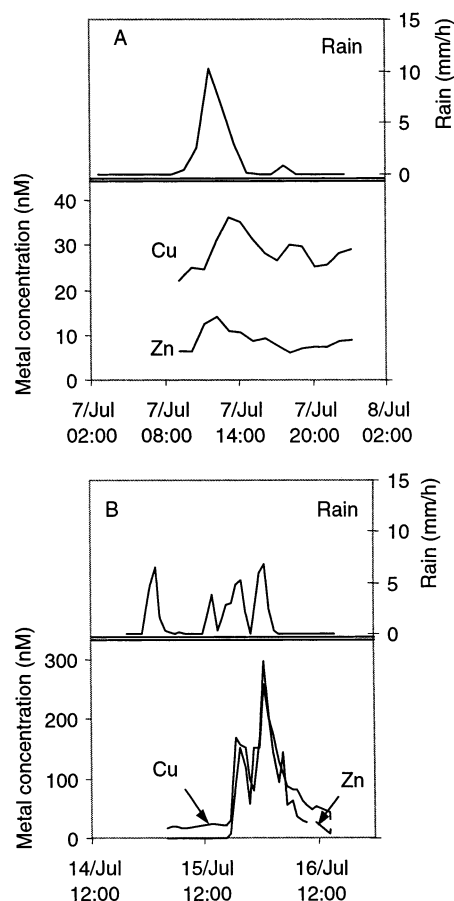 A
Rain
15
10
5
0
Rain (mm/h)
Metal concentration (nM)
40
30
20
10
0
Cu
Zn
7/Jul 7/Jul 7/Jul 7/Jul 8/Jul
02:00 08:00 14:00 20:00 02:00
B
Rain
15
10
5
0
Rain (mm/h)
Metal concentration (nM)
300
200
100
0
Cu
Zn
14/Jul 15/Jul 16/Jul
12:00 12:00 12:00